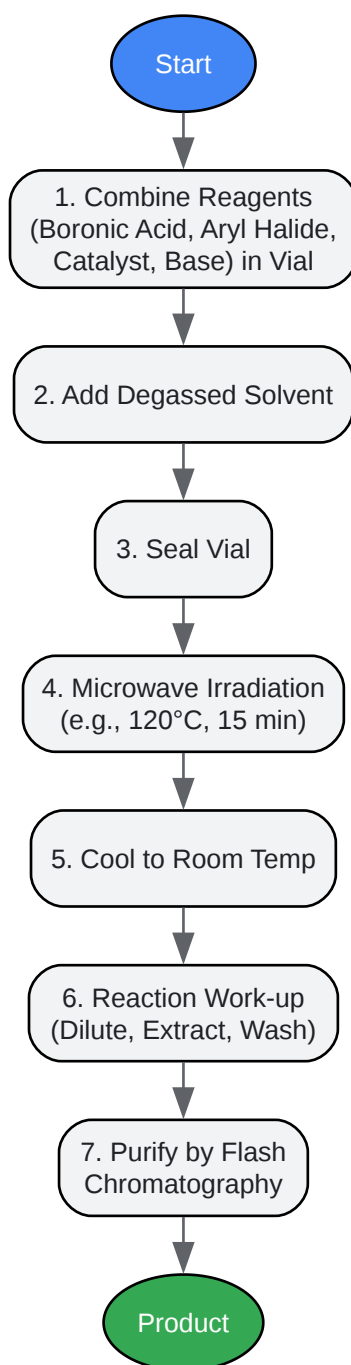 Start
1. Combine Reagents
(Boronic Acid, Aryl Halide,
Catalyst, Base) in Vial
2. Add Degassed Solvent
3. Seal Vial
4. Microwave Irradiation
(e.g., 120°C, 15 min)
5. Cool to Room Temp
6. Reaction Work-up
(Dilute, Extract, Wash)
7. Purify by Flash
Chromatography
Product